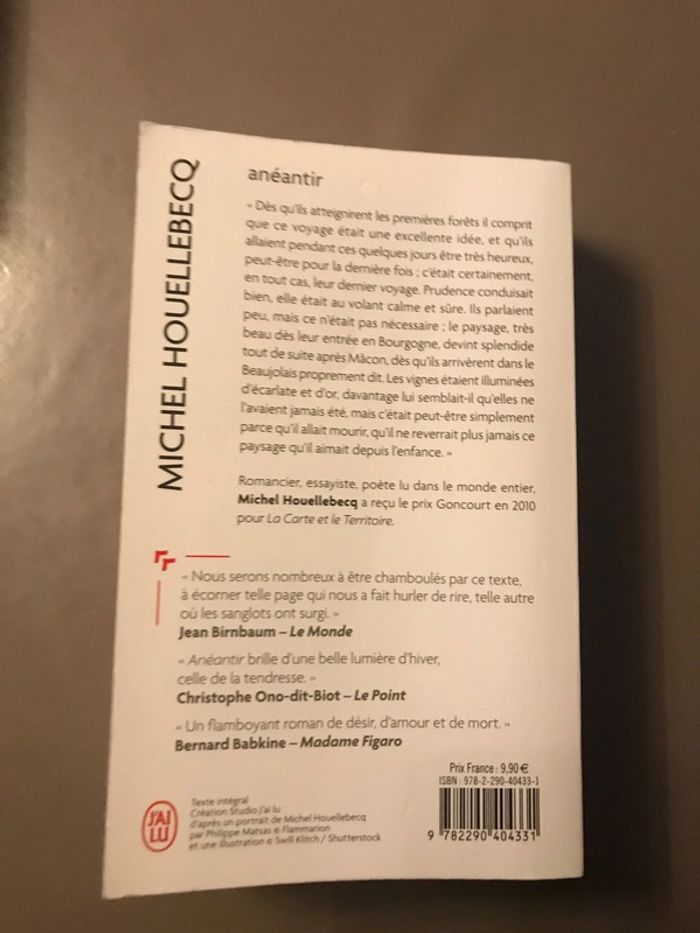 MICHEL HOUELLEBECQ
anéantir
« Dès qu'ils atteignirent les premières forêts il comprit
que ce voyage était une excellente idée, et qu'ils
allaient pendant ces quelques jours être très heureux,
peut-être pour la dernière fois ; c'était certainement,
en tout cas, leur dernier voyage. Prudence conduisait
bien, elle était au volant calme et sûre. Ils parlaient
peu, mais ce n'était pas nécessaire ; le paysage, très
beau dès leur entrée en Bourgogne, devint splendide
tout de suite après Mâcon, dès qu'ils arrivèrent dans le
Beaujolais proprement dit. Les vignes étaient illuminées
d'écarlate et d'or, davantage lui semblait-il qu'elles ne
l'avaient jamais été, mais c'était peut-être simplement
parce qu'il allait mourir, qu'il ne reverrait plus jamais ce
paysage qu'il aimait depuis l'enfance. »
Romancier, essayiste, poète lu dans le monde entier,
Michel Houellebecq a reçu le prix Goncourt en 2010
pour La Carte et le Territoire.
« Nous serons nombreux à être chamboulés par ce texte,
à écorner telle page qui nous a fait hurler de rire, telle autre
où les sanglots ont surgi. »
Jean Birnbaum – Le Monde
« Anéantir brille d'une belle lumière d'hiver,
celle de la tendresse. »
Christophe Ono-dit-Biot – Le Point
« Un flamboyant roman de désir, d'amour et de mort. »
Bernard Babkine – Madame Figaro
J'AI
LU
Texte intégral
Création Studio J'ai lu
d'après un portrait de Michel Houellebecq
par Philippe Matsas © Flammarion
et une illustration © Swill Klitch / Shutterstock
Prix France : 9,90 €
ISBN : 978-2-290-40433-1
9 782290 404331